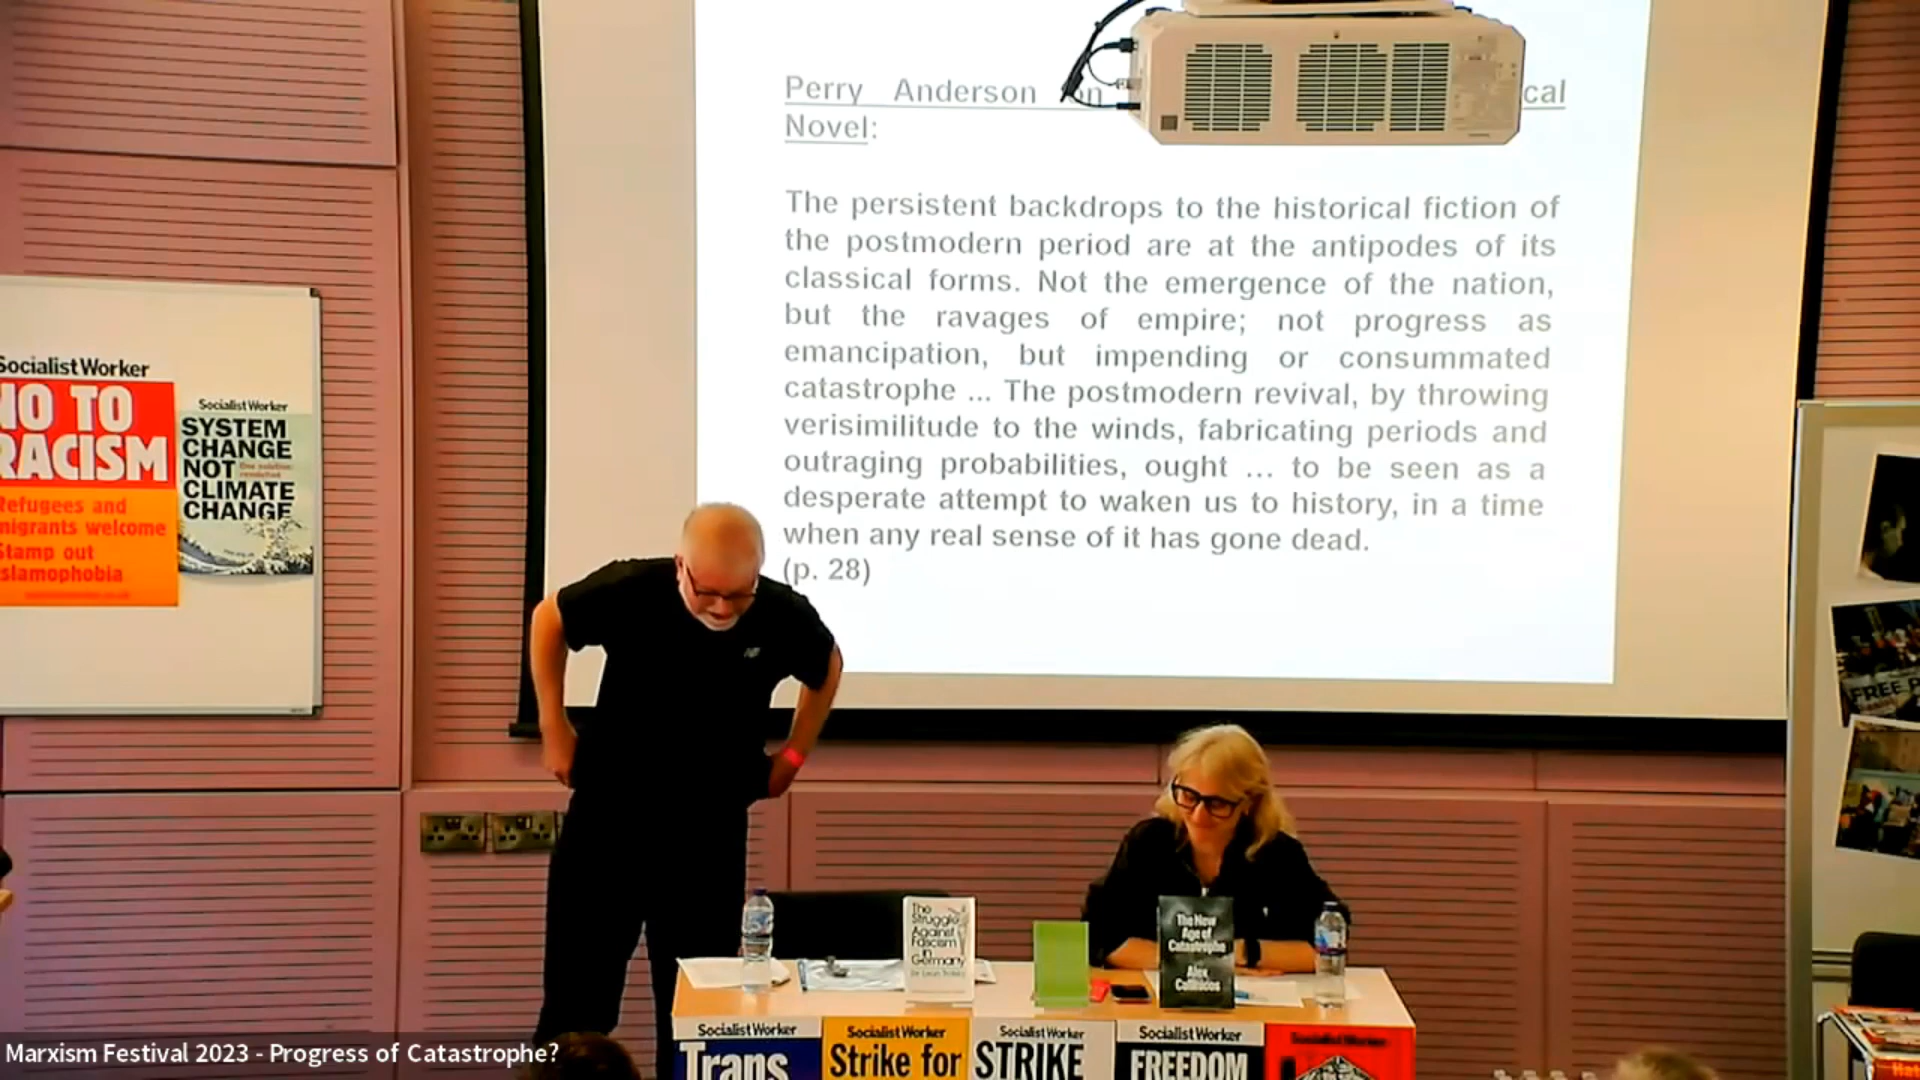 Perry Anderson on
cal
Novel:
The persistent backdrops to the historical fiction of
the postmodern period are at the antipodes of its
classical forms. Not the emergence of the nation,
but the ravages of empire; not progress as
emancipation, but impending or consummated
catastrophe ... The postmodern revival, by throwing
verisimilitude to the winds, fabricating periods and
outraging probabilities, ought ... to be seen as a
desperate attempt to waken us to history, in a time
when any real sense of it has gone dead.
(p. 28)
Socialist Worker
NO TO
RACISM
Refugees and
migrants welcome
Stamp out
Islamophobia
Socialist Worker
SYSTEM
CHANGE
NOT
CLIMATE
CHANGE
FREE P
The
Struggle
Against
Fascism
in
Germany
The New
Age of
Catastrophe
Alex
Callinicos
Socialist Worker
Trans
Socialist Worker
Strike for
Socialist Worker
STRIKE
Socialist Worker
FREEDOM
Socialist Worker
Marxism Festival 2023 - Progress of Catastrophe?